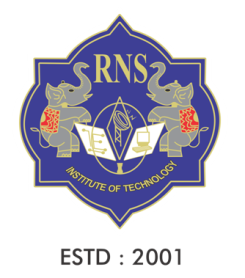 RNS
INSTITUTE OF TECHNOLOGY
ESTD : 2001